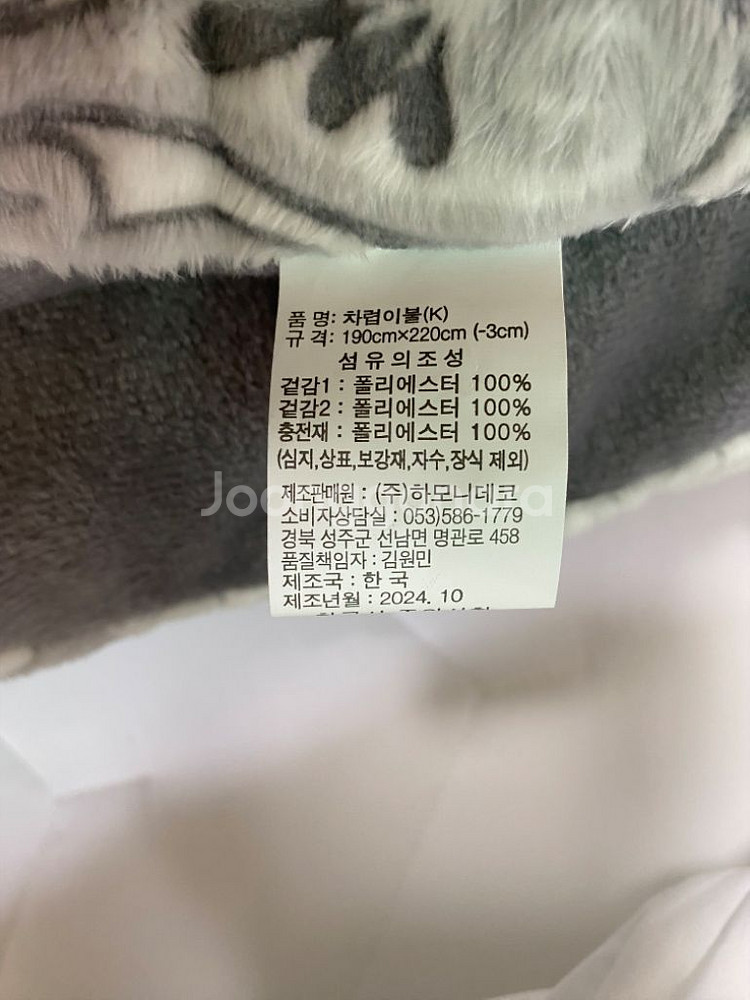 품 명: 차렵이불(K)
규 격: 190cm×220cm (-3cm)
섬유의조성
겉감1 : 폴리에스터 100%
겉감2 : 폴리에스터 100%
충전재 : 폴리에스터 100%
(심지,상표,보강재,자수,장식 제외)
제조판매원 : (주)하모니데코
소비자상담실 : 053)586-1779
경북 성주군 선남면 명관로 458
품질책임자 : 김원민
제조국 : 한 국
제조년월 : 2024. 10